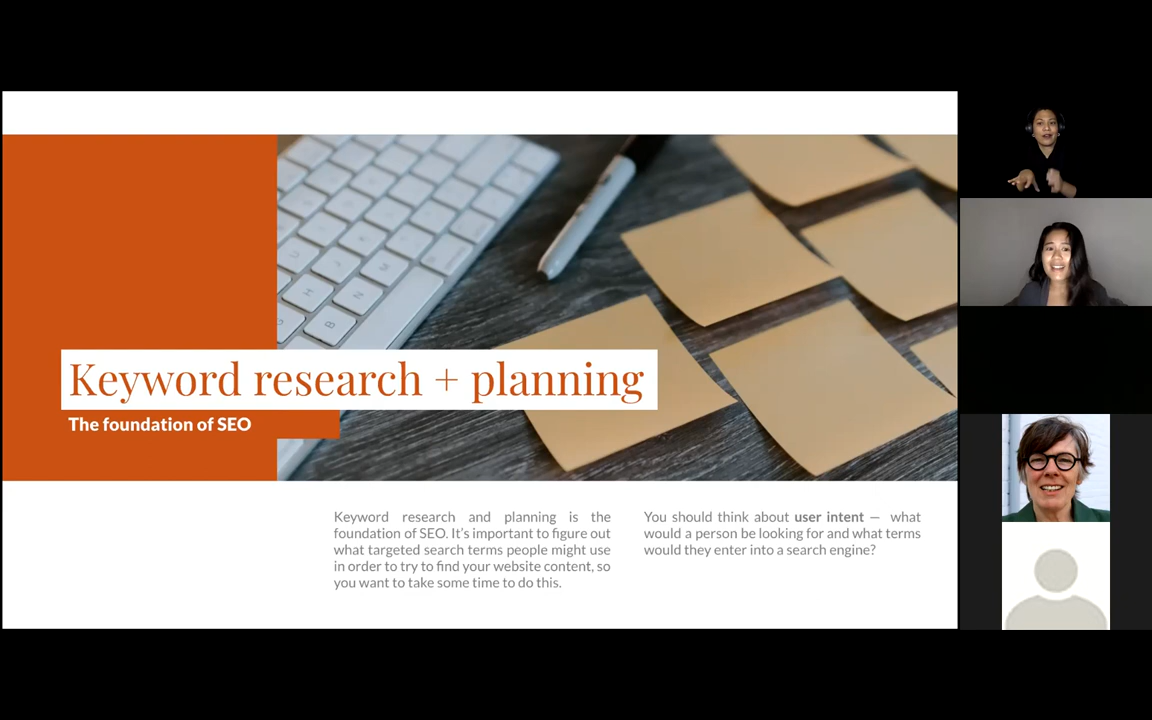 Keyword research + planning
The foundation of SEO
Keyword research and planning is the
foundation of SEO. It's important to figure out
what targeted search terms people might use
in order to try to find your website content, so
you want to take some time to do this.
You should think about user intent — what
would a person be looking for and what terms
would they enter into a search engine?